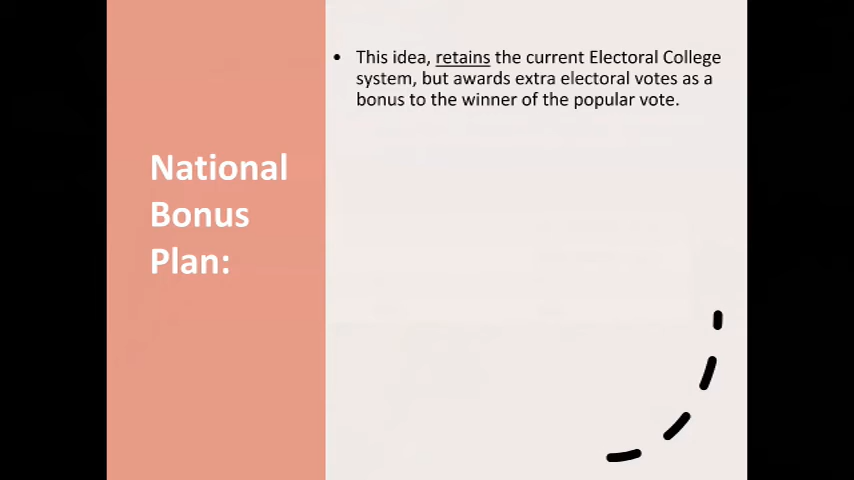 National
Bonus
Plan:
• This idea, retains the current Electoral College
system, but awards extra electoral votes as a
bonus to the winner of the popular vote.